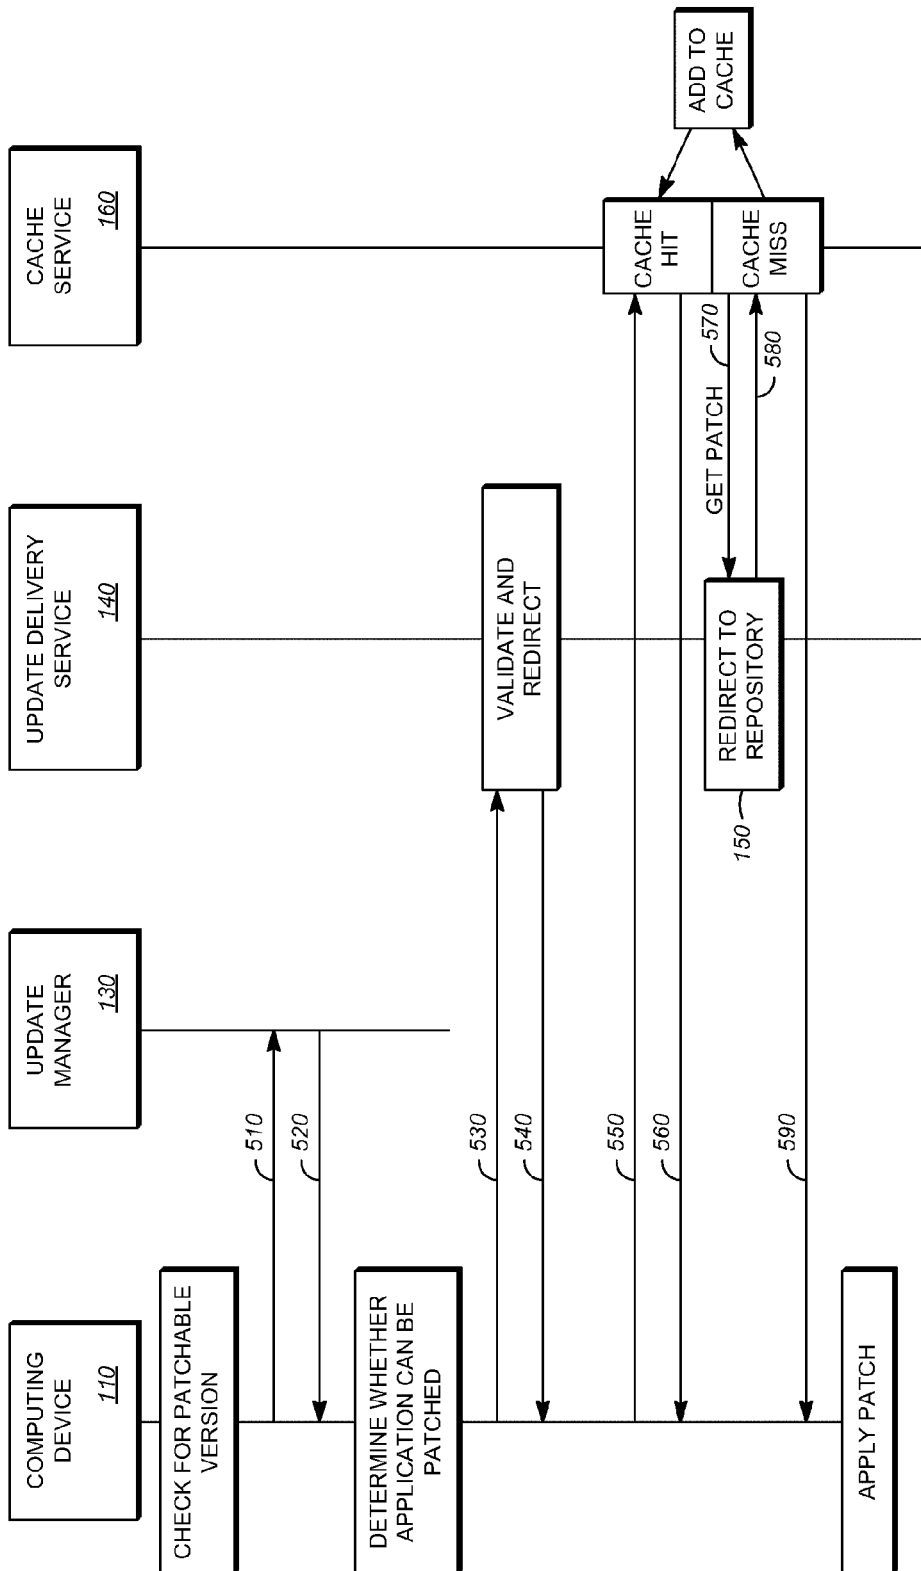 COMPUTING
DEVICE
110
UPDATE
MANAGER
130
UPDATE DELIVERY
SERVICE
140
CACHE
SERVICE
160
CHECK FOR PATCHABLE
VERSION
510
520
DETERMINE WHETHER
APPLICATION CAN BE
PATCHED
530
VALIDATE AND
REDIRECT
540
550
CACHE
HIT
ADD TO
CACHE
560
GET PATCH
570
CACHE
MISS
REDIRECT TO
REPOSITORY
150
580
590
APPLY PATCH